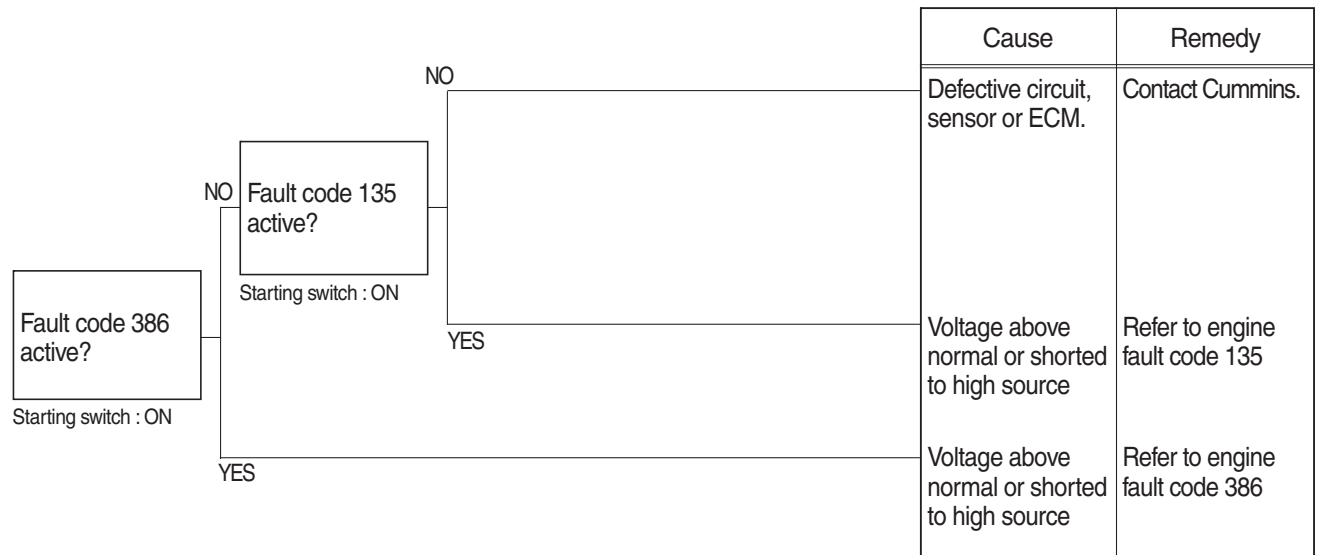 Cause
Remedy
NO
Defective circuit,
sensor or ECM.
Contact Cummins.
NO
Fault code 135
active?
Starting switch : ON
Fault code 386
active?
Starting switch : ON
YES
Voltage above
normal or shorted
to high source
Refer to engine
fault code 135
YES
Voltage above
normal or shorted
to high source
Refer to engine
fault code 386